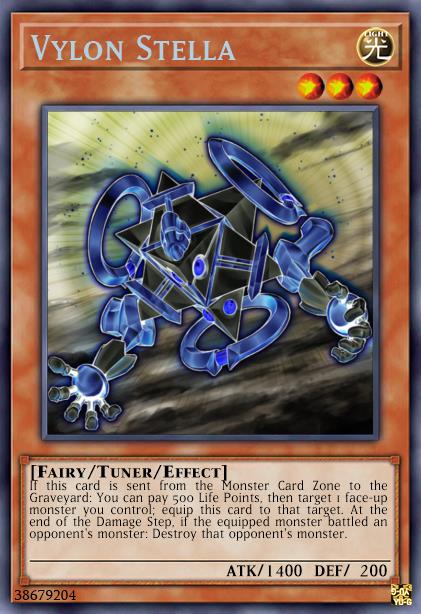 Vylon Stella
LIGHT
光
[Fairy/Tuner/Effect]
If this card is sent from the Monster Card Zone to the
Graveyard: You can pay 500 Life Points, then target 1 face-up
monster you control; equip this card to that target. At the
end of the Damage Step, if the equipped monster battled an
opponent's monster: Destroy that opponent's monster.
ATK/1400 DEF/ 200
38679204